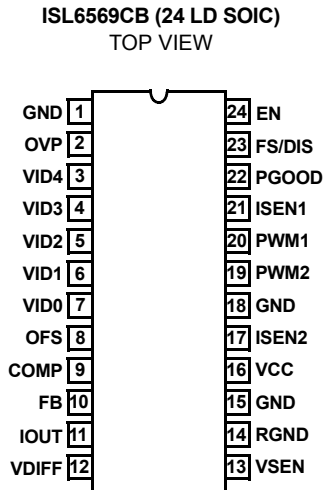 ISL6569CB (24 LD SOIC)
TOP VIEW
GND 1
OVP 2
VID4 3
VID3 4
VID2 5
VID1 6
VID0 7
OFS 8
COMP 9
FB 10
IOUT 11
VDIFF 12
24 EN
23 FS/DIS
22 PGOOD
21 ISEN1
20 PWM1
19 PWM2
18 GND
17 ISEN2
16 VCC
15 GND
14 RGND
13 VSEN